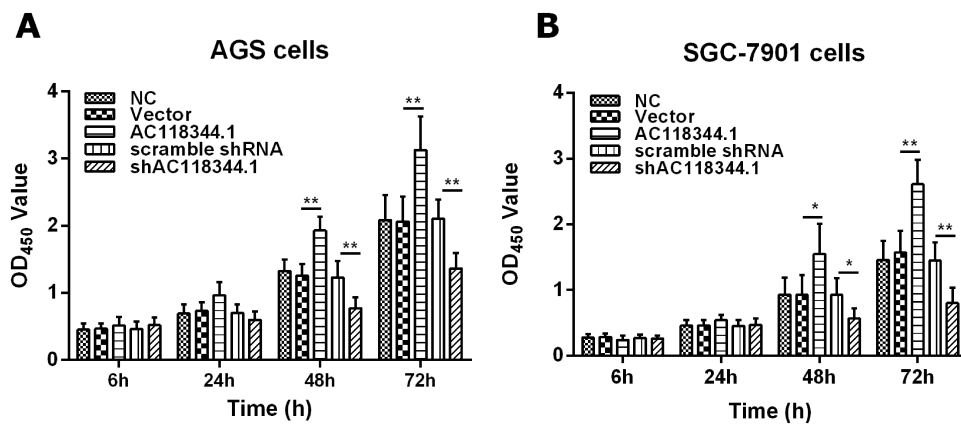 A
AGS cells
NC
Vector
AC118344.1
scramble shRNA
shAC118344.1
OD450 Value
4
3
2
1
0
**
**
**
**
6h
24h
48h
72h
Time (h)
B
SGC-7901 cells
NC
Vector
AC118344.1
scramble shRNA
shAC118344.1
OD450 Value
4
3
2
1
0
*
*
**
**
6h
24h
48h
72h
Time (h)